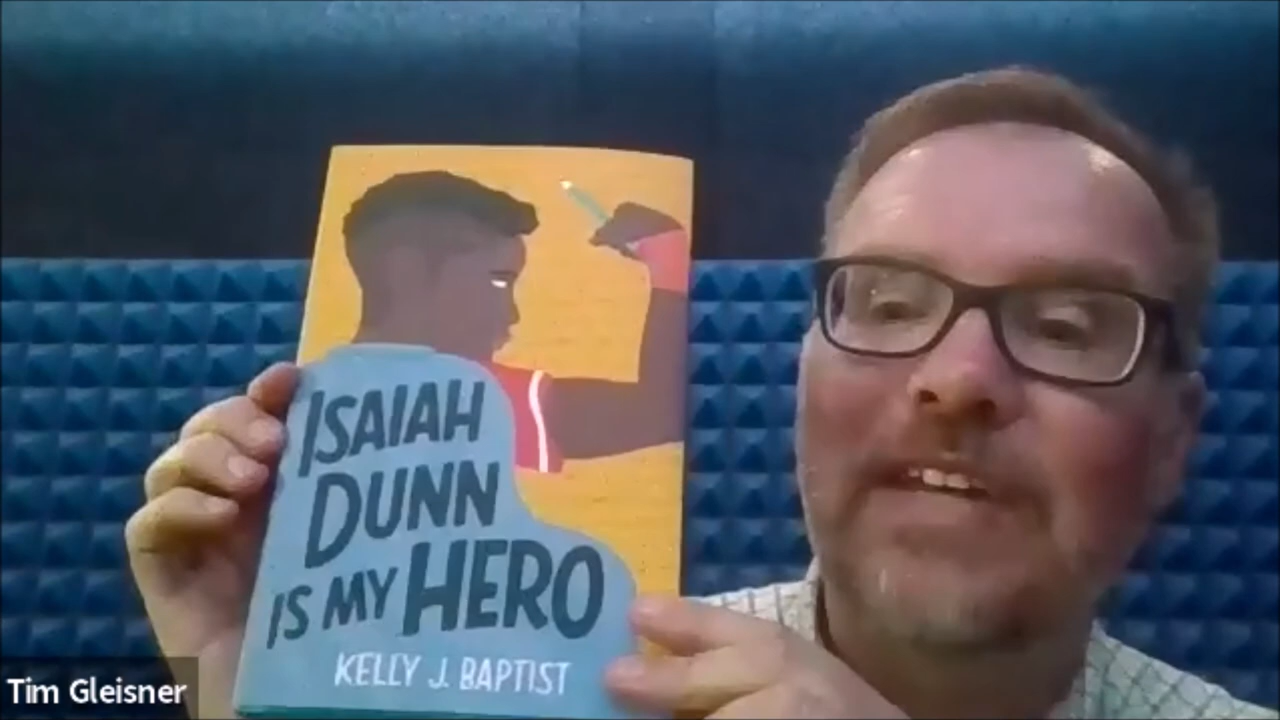 ISAIAH
DUNN
IS MY HERO
KELLY J. BAPTIST
Tim Gleisner